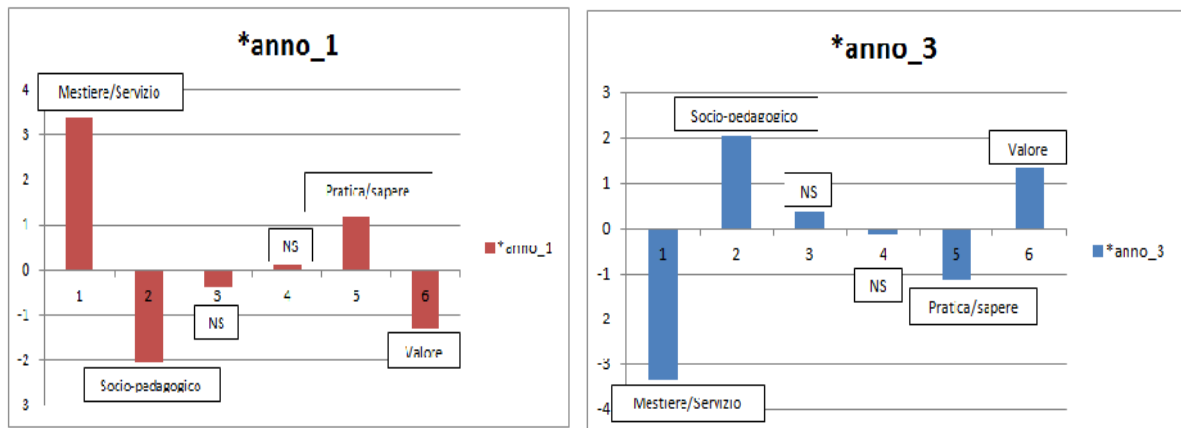 *anno_1
4
Mestiere/Servizio
3
2
Pratica/sapere
1
NS
0
1 2 3 4 5 6
*anno_1
-1
NS
Valore
-2
Socio-pedagogico
3
*anno_3
3
Socio-pedagogico
2
Valore
1
NS
0
1 2 3 4 5 6
*anno_3
-1
NS
Pratica/sapere
2
-3
Mestiere/Servizio
-4